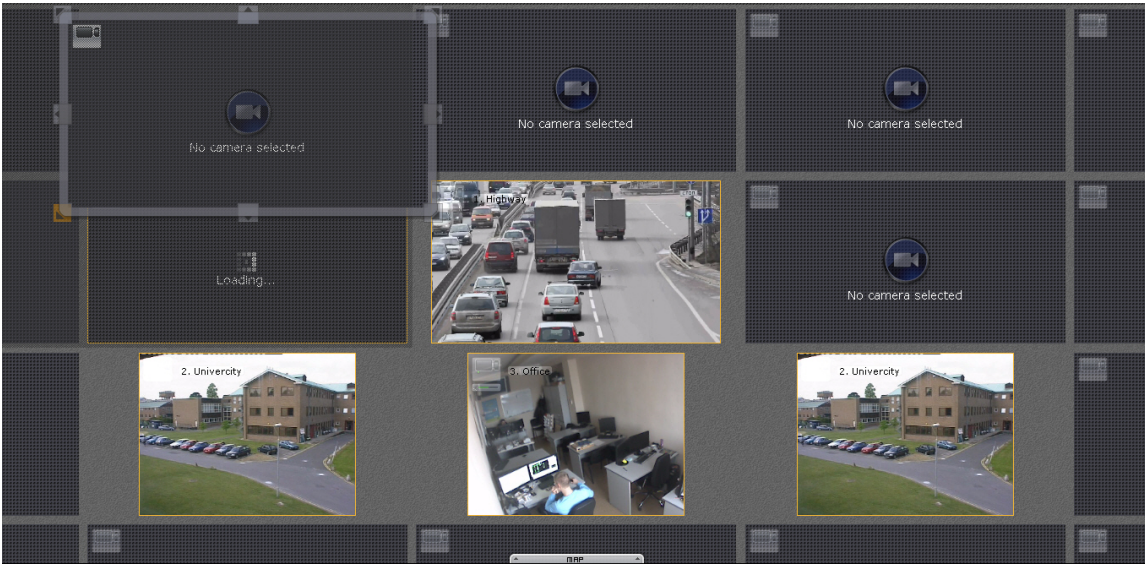 No camera selected
No camera selected
No camera selected
1. Highway
Loading...
No camera selected
2. Univercity
3. Office
2. Univercity
MAP